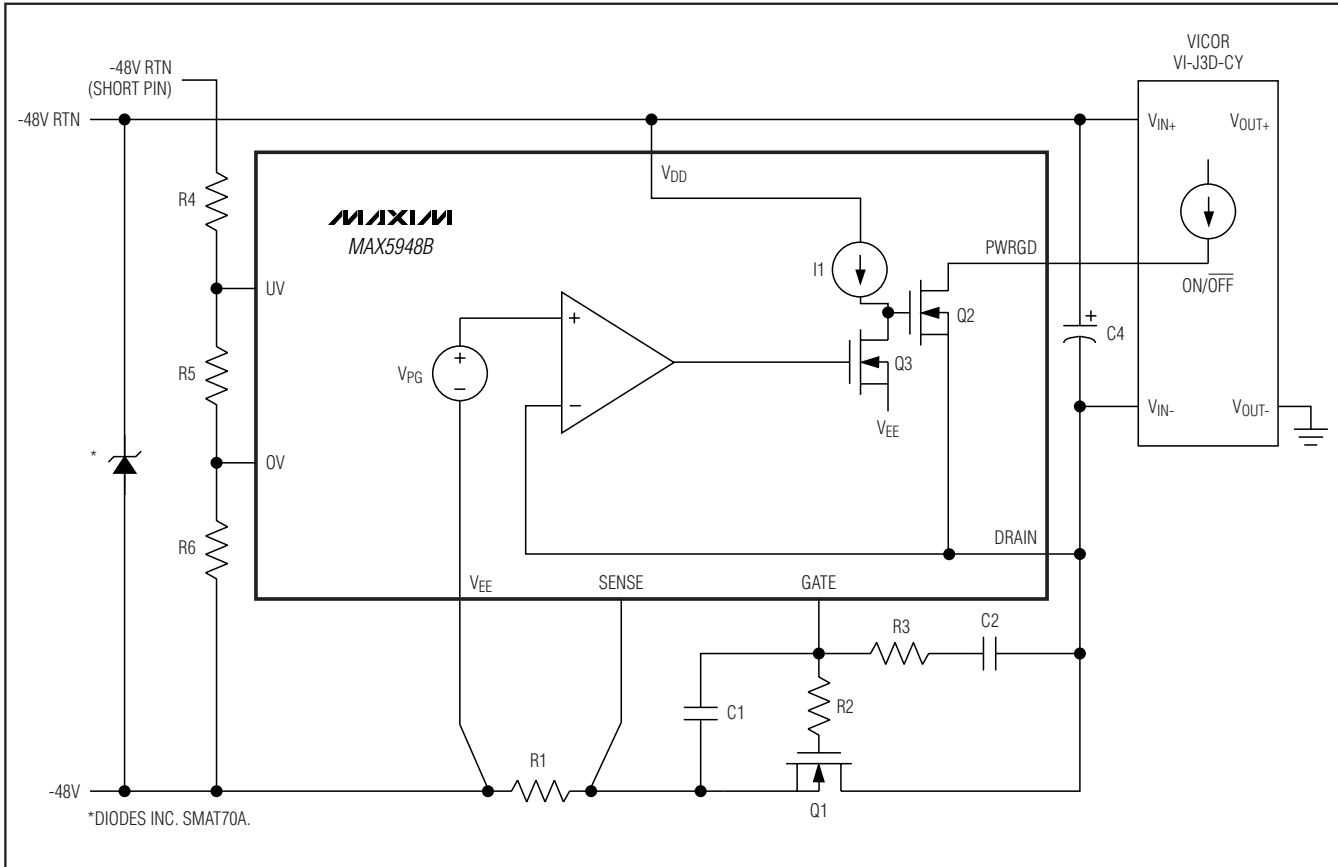 VICOR
VI-J3D-CY
-48V RTN
(SHORT PIN)
-48V RTN
VIN+
VOUT+
VDD
R4
MAXIM
MAX5948B
PWRGD
I1
ON/OFF
UV
Q2
C4
+
+
+
R5
VPG
Q3
−
−
VEE
VIN-
VOUT-
*
OV
R6
DRAIN
VEE
SENSE
GATE
R3
C2
C1
R2
R1
-48V
Q1
*DIODES INC. SMAT70A.